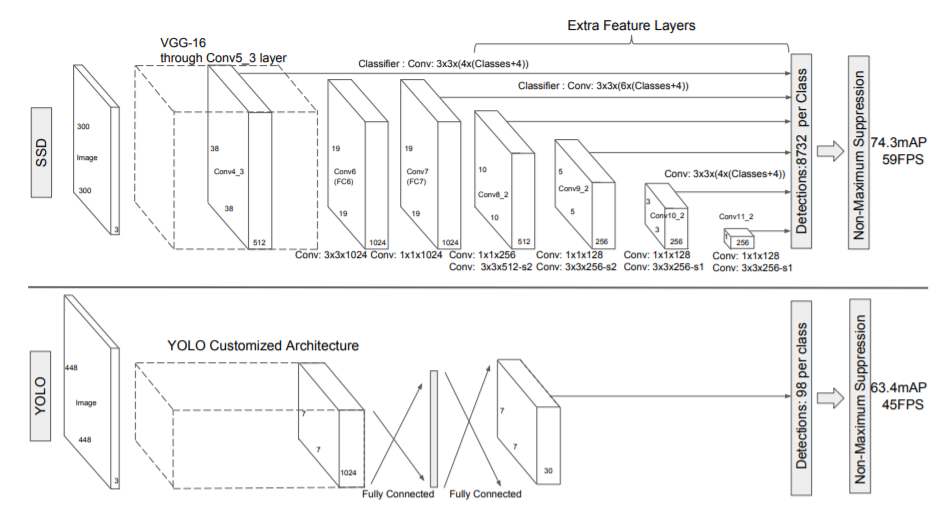 Extra Feature Layers
VGG-16
through Conv5_3 layer
Classifier : Conv: 3x3x(4x(Classes+4))
Classifier : Conv: 3x3x(6x(Classes+4))
SSD
300
Image
300
3
38
Conv4_3
38
512
19
Conv6
(FC6)
19
1024
19
Conv7
(FC7)
19
1024
10
Conv8_2
10
512
5
Conv9_2
5
256
Conv: 3x3x(4x(Classes+4))
3
Conv10_2
3
256
Conv11_2
1
256
Conv: 3x3x1024
Conv: 1x1x1024
Conv: 1x1x256
Conv: 3x3x512-s2
Conv: 1x1x128
Conv: 3x3x256-s2
Conv: 1x1x128
Conv: 3x3x256-s1
Conv: 1x1x128
Conv: 3x3x256-s1
Detections:8732 per Class
Non-Maximum Suppression
74.3mAP
59FPS
YOLO
448
Image
448
3
YOLO Customized Architecture
7
7
1024
Fully Connected
Fully Connected
7
7
30
Detections: 98 per class
Non-Maximum Suppression
63.4mAP
45FPS